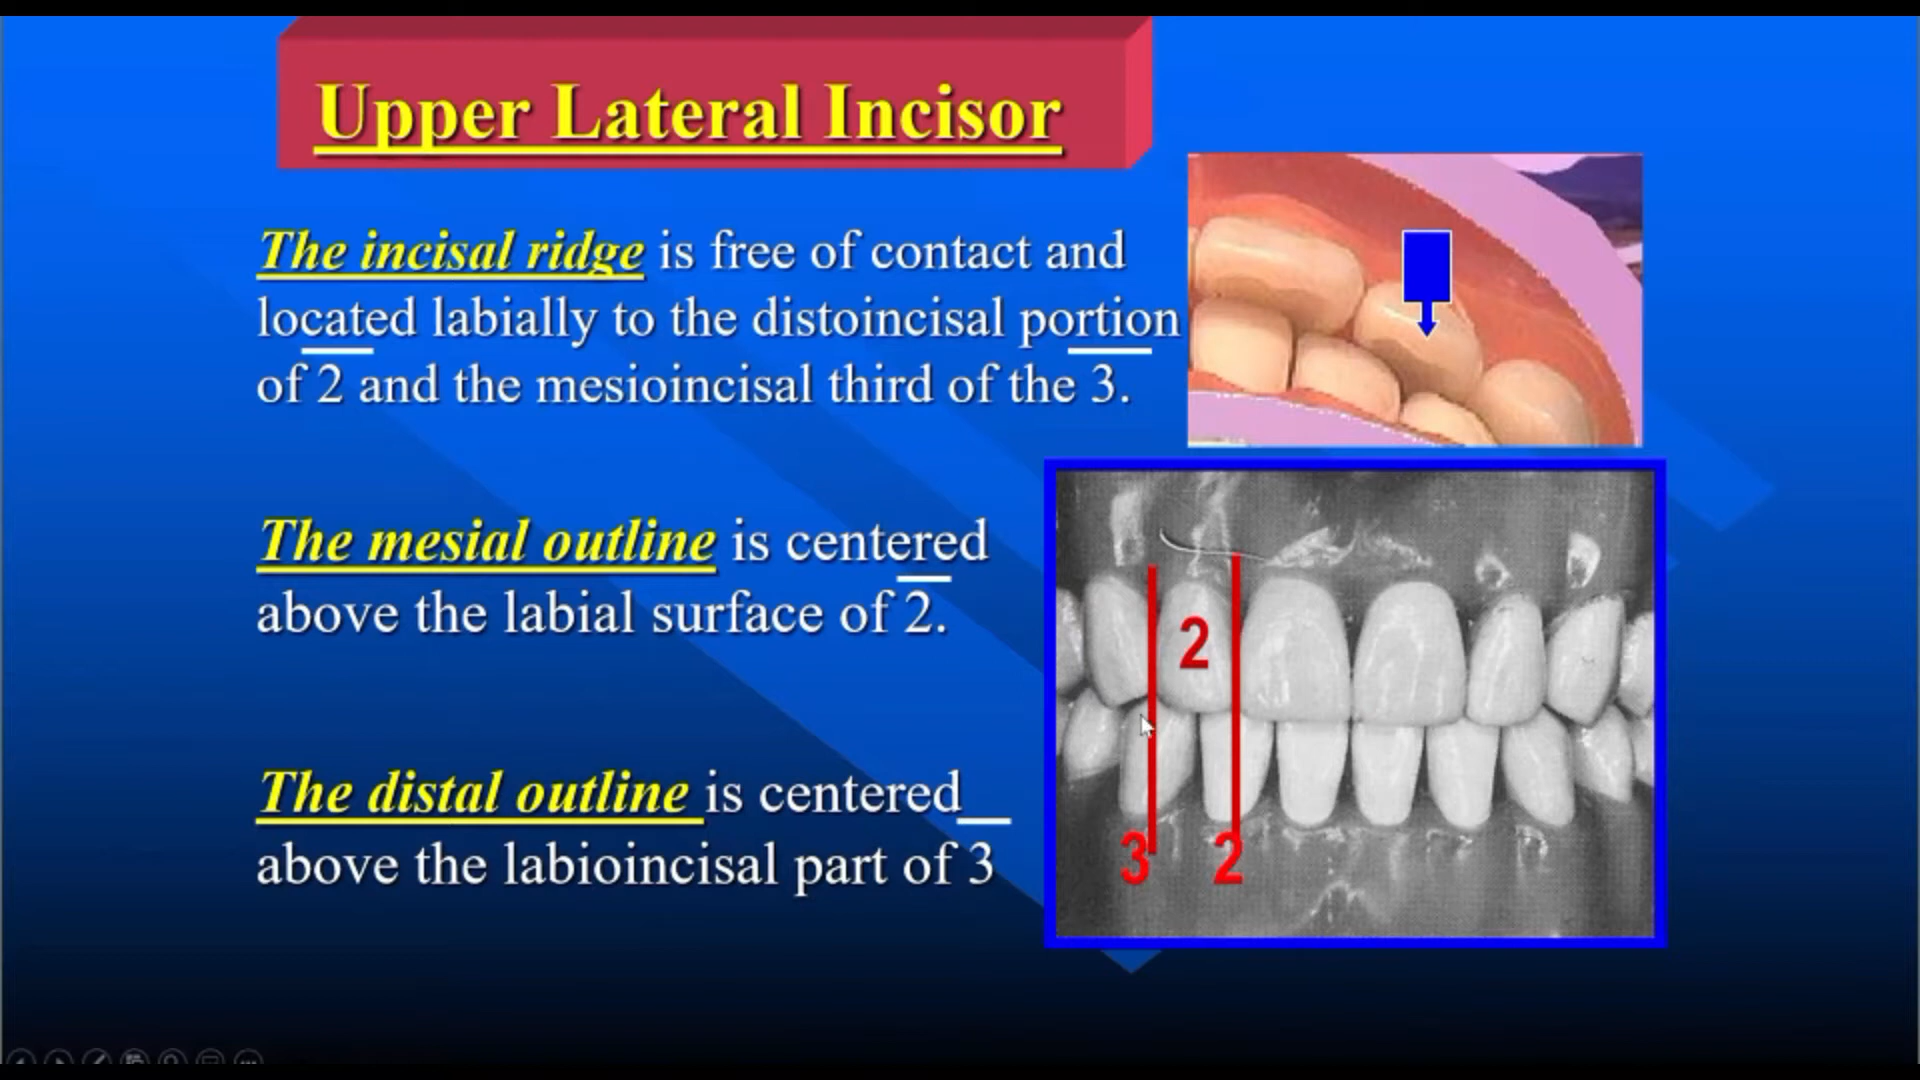 Upper Lateral Incisor
The incisal ridge is free of contact and
located labially to the distoincisal portion
of 2 and the mesioincisal third of the 3.
The mesial outline is centered
above the labial surface of 2.
The distal outline is centered
above the labioincisal part of 3
2
3 2